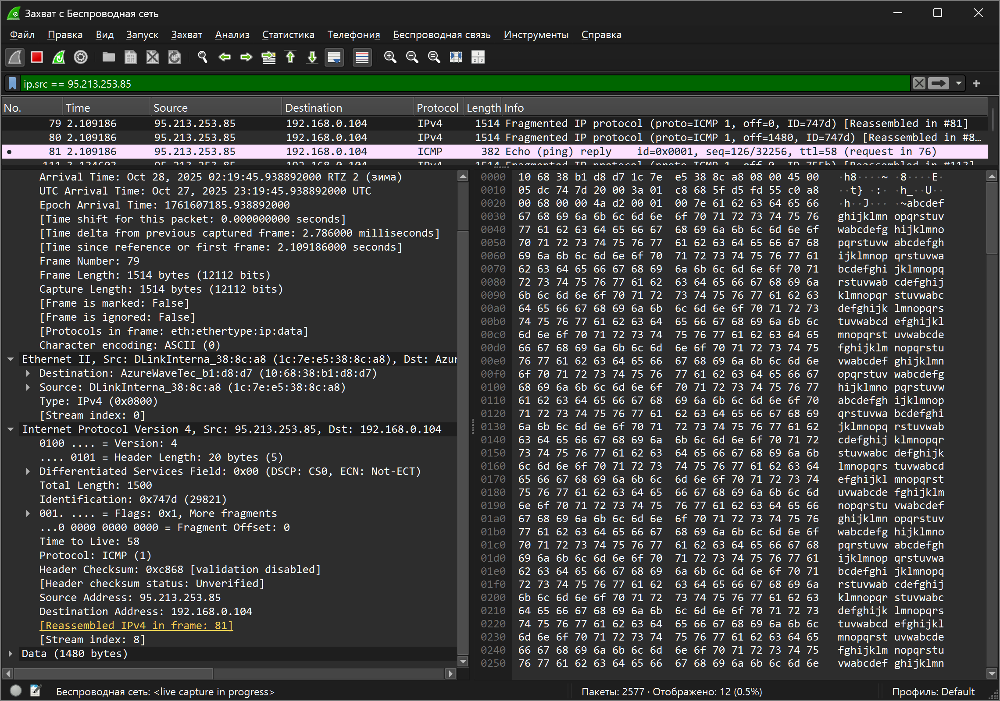 Захват с Беспроводная сеть
Файл Правка Вид Запуск Захват Анализ Статистика Телефония Беспроводная связь Инструменты Справка
ip.src == 95.213.253.85
No. Time Source Destination Protocol Length Info
79 2.109186 95.213.253.85 192.168.0.104 IPv4 1514 Fragmented IP protocol (proto=ICMP 1, off=0, ID=747d) [Reassembled in #81]
80 2.109186 95.213.253.85 192.168.0.104 IPv4 1514 Fragmented IP protocol (proto=ICMP 1, off=1480, ID=747d) [Reassembled in #8…
81 2.109186 95.213.253.85 192.168.0.104 ICMP 382 Echo (ping) reply id=0x0001, seq=126/32256, ttl=58 (request in 76)
Arrival Time: Oct 28, 2025 02:19:45.938892000 RTZ 2 (зима)
UTC Arrival Time: Oct 27, 2025 23:19:45.938892000 UTC
Epoch Arrival Time: 1761607185.938892000
[Time shift for this packet: 0.000000000 seconds]
[Time delta from previous captured frame: 2.786000 milliseconds]
[Time since reference or first frame: 2.109186000 seconds]
Frame Number: 79
Frame Length: 1514 bytes (12112 bits)
Capture Length: 1514 bytes (12112 bits)
[Frame is marked: False]
[Frame is ignored: False]
[Protocols in frame: eth:ethertype:ip:data]
Character encoding: ASCII (0)
Ethernet II, Src: DLinkInterna_38:8c:a8 (1c:7e:e5:38:8c:a8), Dst: Azur
Destination: AzureWaveTec_b1:d8:d7 (10:68:38:b1:d8:d7)
Source: DLinkInterna_38:8c:a8 (1c:7e:e5:38:8c:a8)
Type: IPv4 (0x0800)
[Stream index: 0]
Internet Protocol Version 4, Src: 95.213.253.85, Dst: 192.168.0.104
0100 .... = Version: 4
.... 0101 = Header Length: 20 bytes (5)
Differentiated Services Field: 0x00 (DSCP: CS0, ECN: Not-ECT)
Total Length: 1500
Identification: 0x747d (29821)
001. .... = Flags: 0x1, More fragments
...0 0000 0000 0000 = Fragment Offset: 0
Time to Live: 58
Protocol: ICMP (1)
Header Checksum: 0xc868 [validation disabled]
[Header checksum status: Unverified]
Source Address: 95.213.253.85
Destination Address: 192.168.0.104
[Reassembled IPv4 in frame: 81]
[Stream index: 8]
Data (1480 bytes)
0000 10 68 38 b1 d8 d7 1c 7e e5 38 8c a8 08 00 45 00 ·h8····~ ·8····E·
0010 05 dc 74 7d 20 00 3a 01 c8 68 5f d5 fd 55 c0 a8 ··t} ·:· ·h_··U··
0020 00 68 00 00 4a d2 00 01 00 7e 61 62 63 64 65 66 ·h··J··· ·~abcdef
0030 67 68 69 6a 6b 6c 6d 6e 6f 70 71 72 73 74 75 76 ghijklmn opqrstuv
0040 77 61 62 63 64 65 66 67 68 69 6a 6b 6c 6d 6e 6f wabcdefg hijklmno
0050 70 71 72 73 74 75 76 77 61 62 63 64 65 66 67 68 pqrstuvw abcdefgh
0060 69 6a 6b 6c 6d 6e 6f 70 71 72 73 74 75 76 77 61 ijklmnop qrstuvwa
0070 62 63 64 65 66 67 68 69 6a 6b 6c 6d 6e 6f 70 71 bcdefghi jklmnopq
0080 72 73 74 75 76 77 61 62 63 64 65 66 67 68 69 6a rstuvwab cdefghij
0090 6b 6c 6d 6e 6f 70 71 72 73 74 75 76 77 61 62 63 klmnopqr stuvwabc
00a0 64 65 66 67 68 69 6a 6b 6c 6d 6e 6f 70 71 72 73 defghijk lmnopqrs
00b0 74 75 76 77 61 62 63 64 65 66 67 68 69 6a 6b 6c tuvwabcd efghijkl
00c0 6d 6e 6f 70 71 72 73 74 75 76 77 61 62 63 64 65 mnopqrst uvwabcde
00d0 66 67 68 69 6a 6b 6c 6d 6e 6f 70 71 72 73 74 75 fghijklm nopqrstu
00e0 76 77 61 62 63 64 65 66 67 68 69 6a 6b 6c 6d 6e vwabcdef ghijklmn
00f0 6f 70 71 72 73 74 75 76 77 61 62 63 64 65 66 67 opqrstuv wabcdefg
0100 68 69 6a 6b 6c 6d 6e 6f 70 71 72 73 74 75 76 77 hijklmno pqrstuvw
0110 61 62 63 64 65 66 67 68 69 6a 6b 6c 6d 6e 6f 70 abcdefgh ijklmnop
0120 71 72 73 74 75 76 77 61 62 63 64 65 66 67 68 69 qrstuvwa bcdefghi
0130 6a 6b 6c 6d 6e 6f 70 71 72 73 74 75 76 77 61 62 jklmnopq rstuvwab
0140 63 64 65 66 67 68 69 6a 6b 6c 6d 6e 6f 70 71 72 cdefghij klmnopqr
0150 73 74 75 76 77 61 62 63 64 65 66 67 68 69 6a 6b stuvwabc defghijk
0160 6c 6d 6e 6f 70 71 72 73 74 75 76 77 61 62 63 64 lmnopqrs tuvwabcd
0170 65 66 67 68 69 6a 6b 6c 6d 6e 6f 70 71 72 73 74 efghijkl mnopqrst
0180 75 76 77 61 62 63 64 65 66 67 68 69 6a 6b 6c 6d uvwabcde fghijklm
0190 6e 6f 70 71 72 73 74 75 76 77 61 62 63 64 65 66 nopqrstu vwabcdef
01a0 67 68 69 6a 6b 6c 6d 6e 6f 70 71 72 73 74 75 76 ghijklmn opqrstuv
01b0 77 61 62 63 64 65 66 67 68 69 6a 6b 6c 6d 6e 6f wabcdefg hijklmno
01c0 70 71 72 73 74 75 76 77 61 62 63 64 65 66 67 68 pqrstuvw abcdefgh
01d0 69 6a 6b 6c 6d 6e 6f 70 71 72 73 74 75 76 77 61 ijklmnop qrstuvwa
01e0 62 63 64 65 66 67 68 69 6a 6b 6c 6d 6e 6f 70 71 bcdefghi jklmnopq
01f0 72 73 74 75 76 77 61 62 63 64 65 66 67 68 69 6a rstuvwab cdefghij
0200 6b 6c 6d 6e 6f 70 71 72 73 74 75 76 77 61 62 63 klmnopqr stuvwabc
0210 64 65 66 67 68 69 6a 6b 6c 6d 6e 6f 70 71 72 73 defghijk lmnopqrs
0220 74 75 76 77 61 62 63 64 65 66 67 68 69 6a 6b 6c tuvwabcd efghijkl
0230 6d 6e 6f 70 71 72 73 74 75 76 77 61 62 63 64 65 mnopqrst uvwabcde
0240 66 67 68 69 6a 6b 6c 6d 6e 6f 70 71 72 73 74 75 fghijklm nopqrstu
0250 76 77 61 62 63 64 65 66 67 68 69 6a 6b 6c 6d 6e vwabcdef ghijklmn
Беспроводная сеть: <live capture in progress> Пакеты: 2577 · Отображено: 12 (0.5%) Профиль: Default